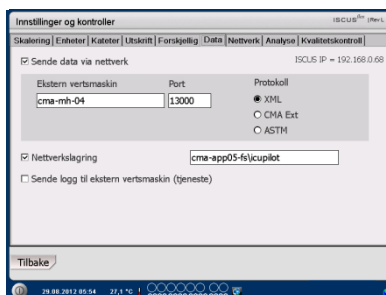 Innstillinger og kontroller
ISCUS
Skalering Enheter Kateter Utskrift Forskjellig Data Nettverk Analyse Kvalitetskontroll
Sende data via nettverk
ISCUS IP = 192.168.0.68
Ekstern vertsmaskin Port Protokoll
cma-mh-04 13000 XML
CMA Ext
ASTM
Nettverkslagring cma-app05-fs\icupilot
Sende logg til ekstern vertsmaskin (tjeneste)
Tilbake
29.08.2012 05:54 27,1 °C